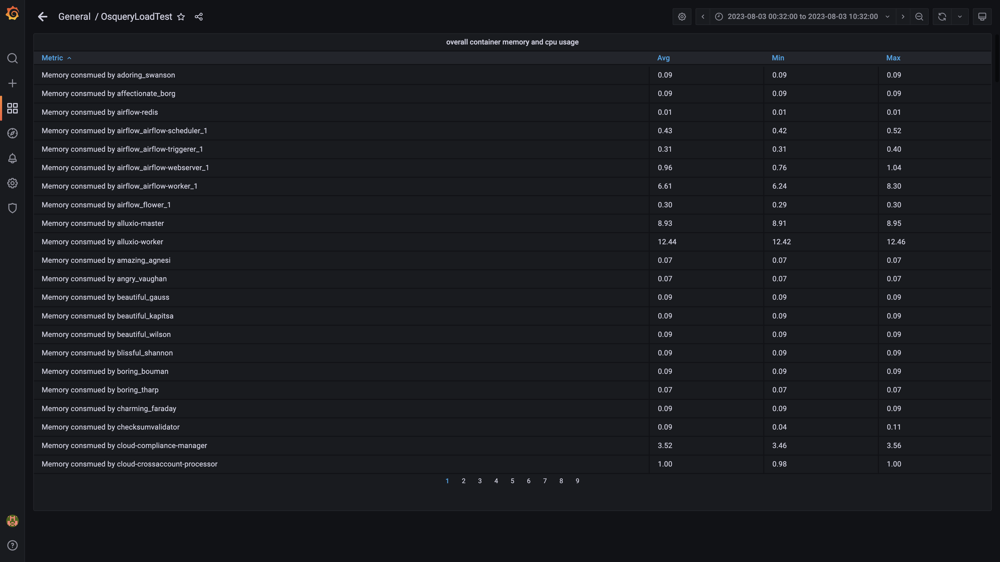 General / OsqueryLoadTest
2023-08-03 00:32:00 to 2023-08-03 10:32:00
overall container memory and cpu usage
Metric Avg Min Max
Memory consmued by adoring_swanson 0.09 0.09 0.09
Memory consmued by affectionate_borg 0.09 0.09 0.09
Memory consmued by airflow-redis 0.01 0.01 0.01
Memory consmued by airflow_airflow-scheduler_1 0.43 0.42 0.52
Memory consmued by airflow_airflow-triggerer_1 0.31 0.31 0.40
Memory consmued by airflow_airflow-webserver_1 0.96 0.76 1.04
Memory consmued by airflow_airflow-worker_1 6.61 6.24 8.30
Memory consmued by airflow_flower_1 0.30 0.29 0.30
Memory consmued by alluxio-master 8.93 8.91 8.95
Memory consmued by alluxio-worker 12.44 12.42 12.46
Memory consmued by amazing_agnesi 0.07 0.07 0.07
Memory consmued by angry_vaughan 0.07 0.07 0.07
Memory consmued by beautiful_gauss 0.09 0.09 0.09
Memory consmued by beautiful_kapitsa 0.09 0.09 0.09
Memory consmued by beautiful_wilson 0.09 0.09 0.09
Memory consmued by blissful_shannon 0.09 0.09 0.09
Memory consmued by boring_bouman 0.09 0.09 0.09
Memory consmued by boring_tharp 0.07 0.07 0.07
Memory consmued by charming_faraday 0.09 0.09 0.09
Memory consmued by checksumvalidator 0.09 0.04 0.11
Memory consmued by cloud-compliance-manager 3.52 3.46 3.56
Memory consmued by cloud-crossaccount-processor 1.00 0.98 1.00
1 2 3 4 5 6 7 8 9